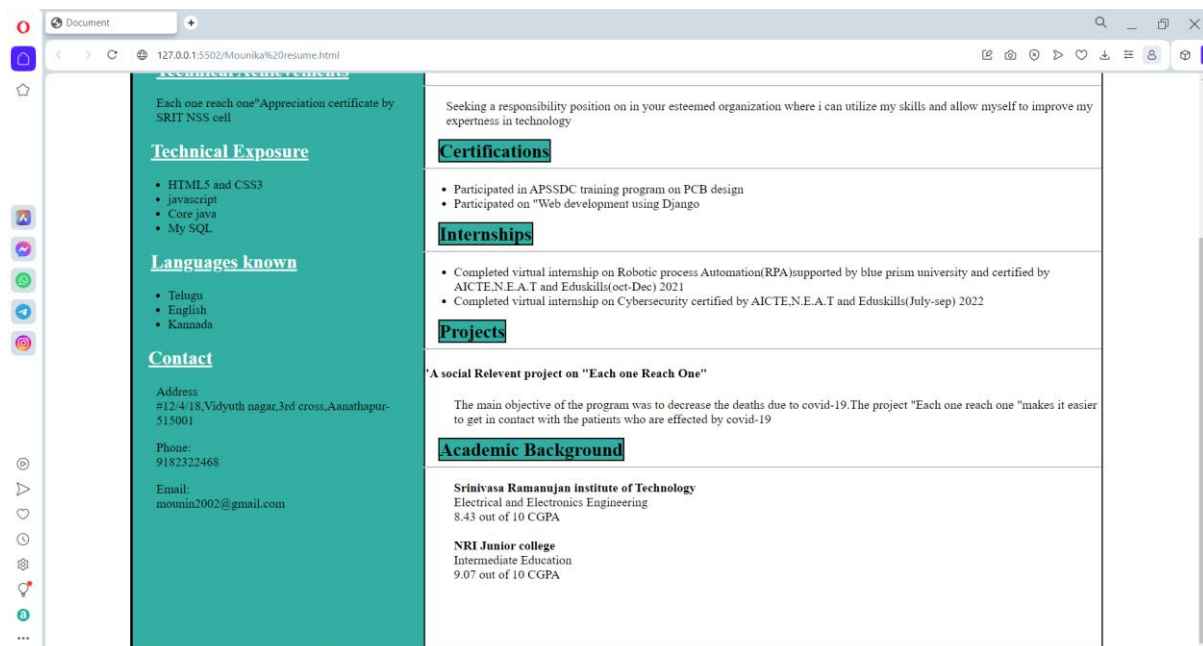 Document
127.0.0.1:5502/Mounika%20resume.html
Technical Achievements
Each one reach one"Appreciation certificate by
SRIT NSS cell
Technical Exposure
• HTML5 and CSS3
• javascript
• Core java
• My SQL
Languages known
• Telugu
• English
• Kannada
Contact
Address
#12/4/18,Vidyuth nagar,3rd cross,Aanathapur-
515001
Phone:
9182322468
Email:
mounin2002@gmail.com
Seeking a responsibility position on in your esteemed organization where i can utilize my skills and allow myself to improve my
expertness in technology
Certifications
• Participated in APSSDC training program on PCB design
• Participated on "Web development using Django
Internships
• Completed virtual internship on Robotic process Automation(RPA)supported by blue prism university and certified by
AICTE,N.E.A.T and Eduskills(oct-Dec) 2021
• Completed virtual internship on Cybersecurity certified by AICTE,N.E.A.T and Eduskills(July-sep) 2022
Projects
'A social Relevent project on "Each one Reach One"
The main objective of the program was to decrease the deaths due to covid-19.The project "Each one reach one "makes it easier
to get in contact with the patients who are effected by covid-19
Academic Background
Srinivasa Ramanujan institute of Technology
Electrical and Electronics Engineering
8.43 out of 10 CGPA
NRI Junior college
Intermediate Education
9.07 out of 10 CGPA